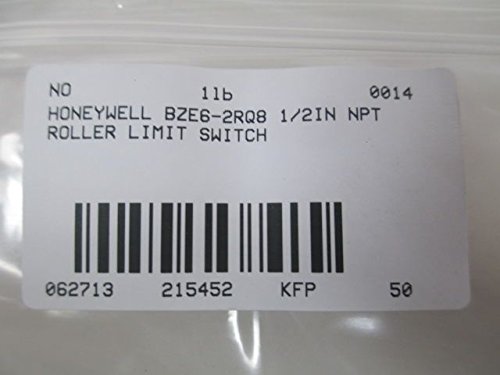 NO 1lb 0014
HONEYWELL BZE6-2RQ8 1/2IN NPT
ROLLER LIMIT SWITCH
062713 215452 KFP 50